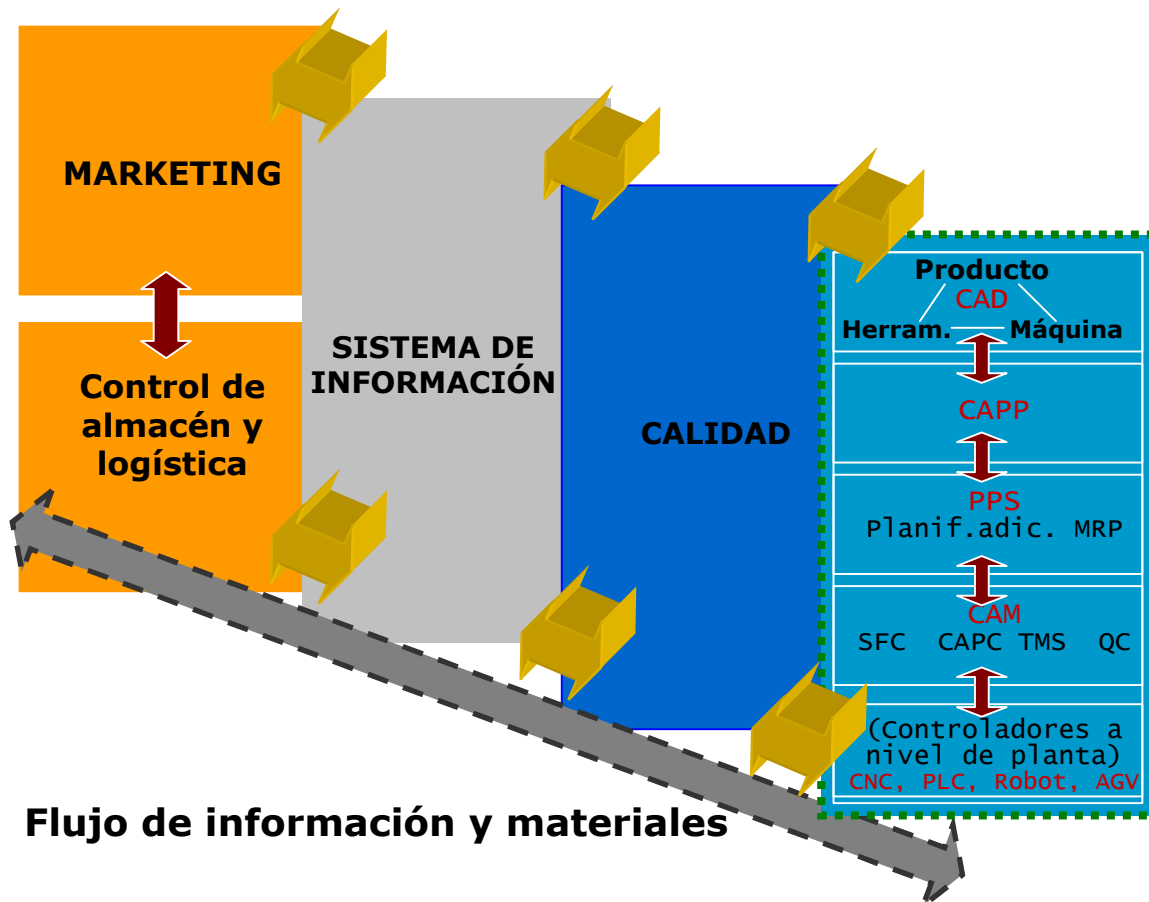 MARKETING
Control de
almacén y
logística
SISTEMA DE
INFORMACIÓN
CALIDAD
Producto
CAD
Herram. Máquina
CAPP
PPS
Planif.adic. MRP
CAM
SFC CAPC TMS QC
(Controladores a
nivel de planta)
CNC, PLC, Robot, AGV
Flujo de información y materiales